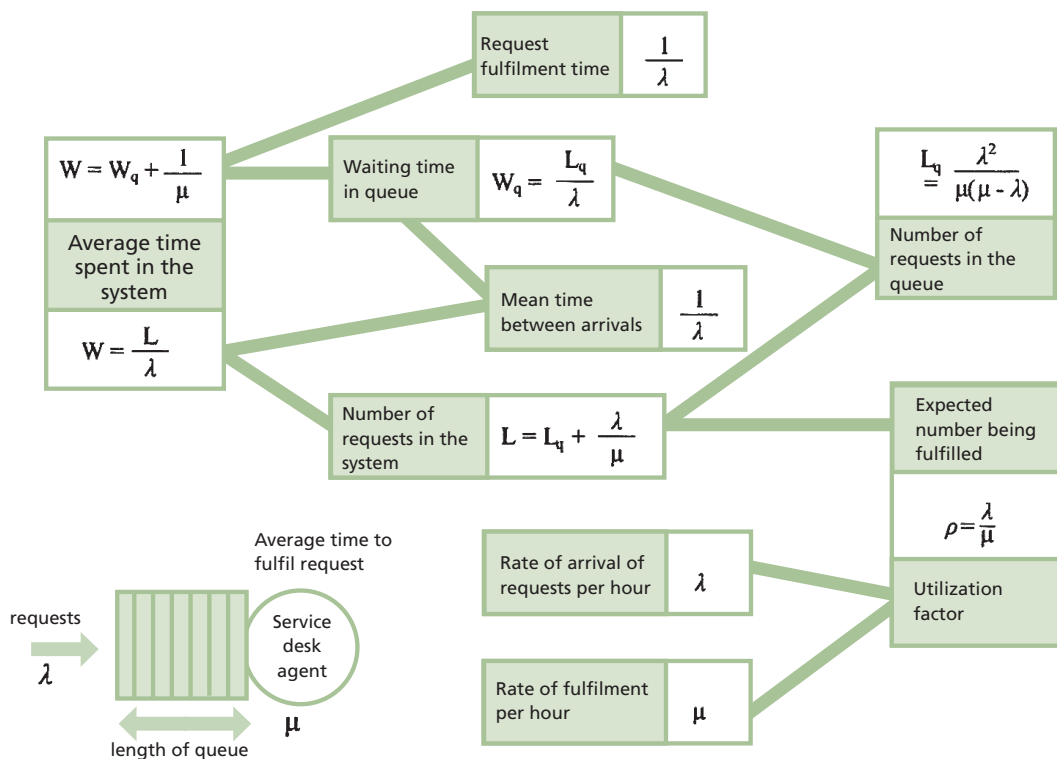 Request
fulfilment time
1
λ
W = Wq + 1
μ
Average time
spent in the
system
W = L
λ
Waiting time
in queue
Wq = Lq
λ
Mean time
between arrivals
1
λ
Number of
requests in the
system
L = Lq + λ
μ
Lq = λ²
μ(μ - λ)
Number of
requests in the
queue
Expected
number being
fulfilled
ρ = λ
μ
Utilization
factor
Rate of arrival of
requests per hour
λ
Rate of fulfilment
per hour
μ
Average time to
fulfil request
requests
λ
Service
desk
agent
μ
length of queue